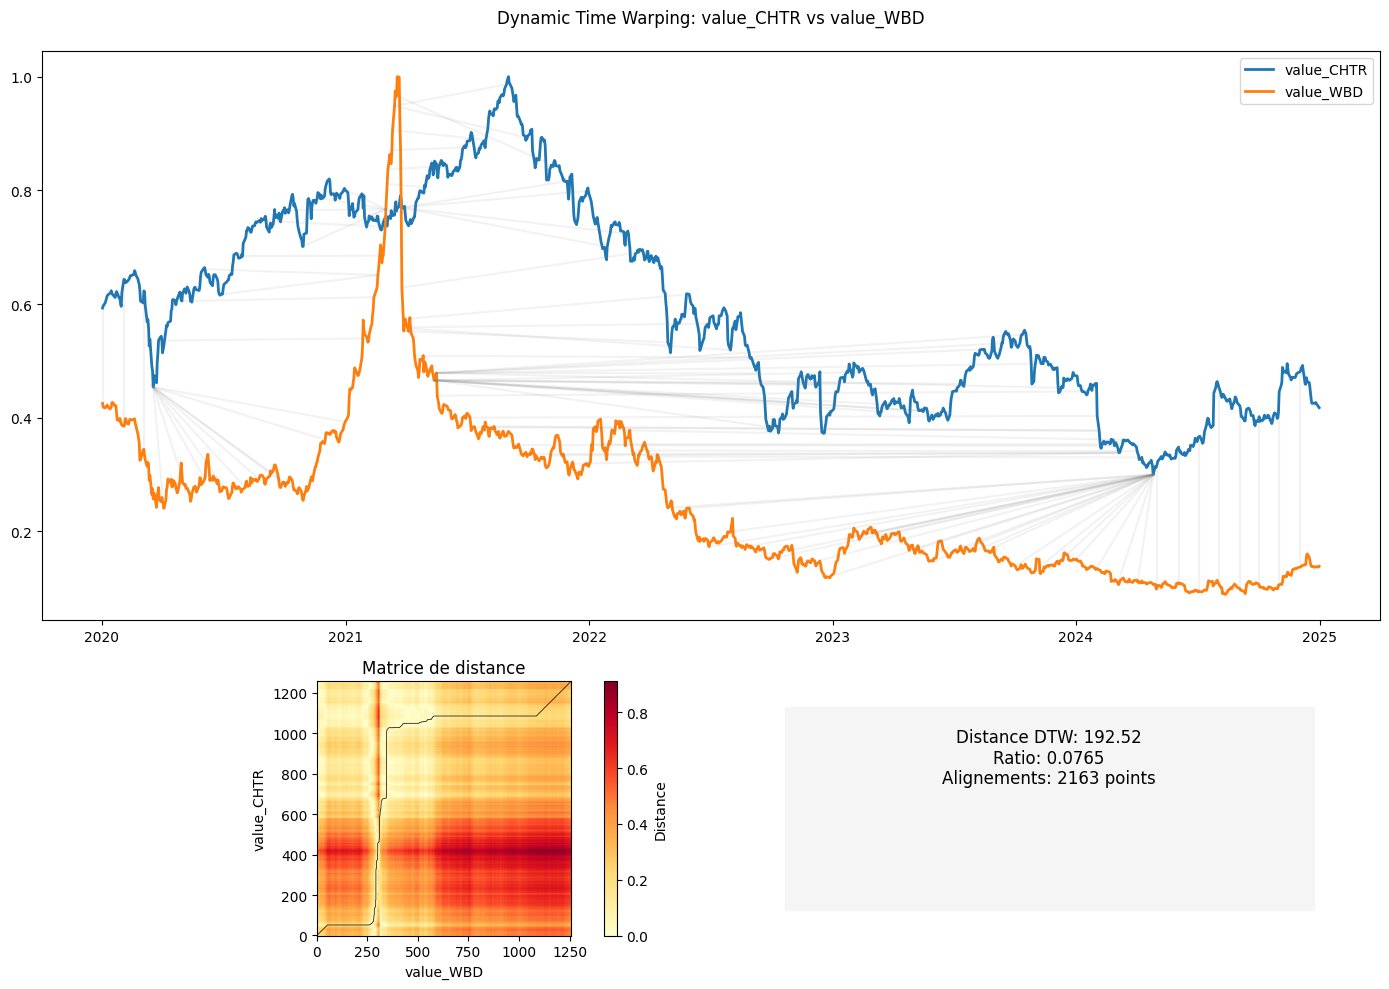 Dynamic Time Warping: value_CHTR vs value_WBD
value_CHTR
value_WBD
1.0
0.8
0.6
0.4
0.2
2020 2021 2022 2023 2024 2025
Matrice de distance
1200
1000
800
600
400
200
0
value_CHTR
0 250 500 750 1000 1250
value_WBD
0.8
0.6
0.4
0.2
0.0
Distance
Distance DTW: 192.52
Ratio: 0.0765
Alignements: 2163 points